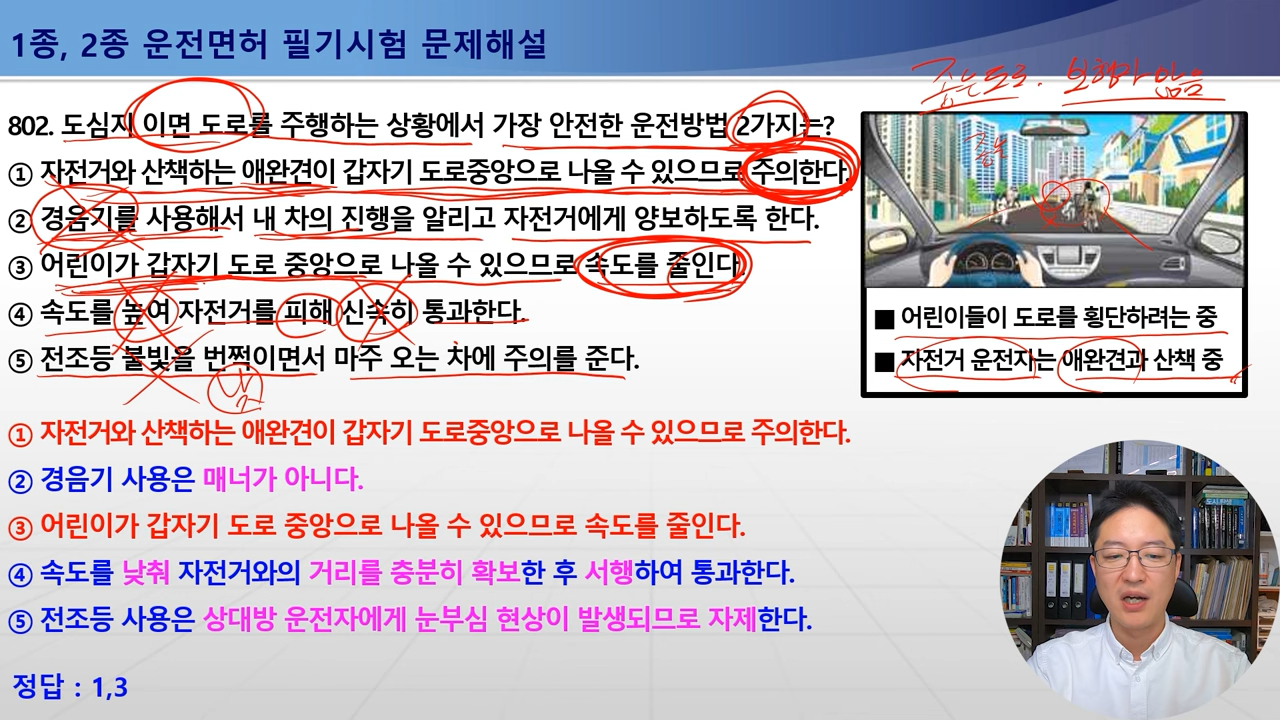 1종, 2종 운전면허 필기시험 문제해설
좁은 도로. 보행자 많음
802. 도심지 이면 도로를 주행하는 상황에서 가장 안전한 운전방법 2가지는?
① 자전거와 산책하는 애완견이 갑자기 도로중앙으로 나올 수 있으므로 주의한다.
② 경음기를 사용해서 내 차의 진행을 알리고 자전거에게 양보하도록 한다.
③ 어린이가 갑자기 도로 중앙으로 나올 수 있으므로 속도를 줄인다.
④ 속도를 높여 자전거를 피해 신속히 통과한다.
⑤ 전조등 불빛을 번쩍이면서 마주 오는 차에 주의를 준다.
좁은
■ 어린이들이 도로를 횡단하려는 중
■ 자전거 운전자는 애완견과 산책 중
낮
① 자전거와 산책하는 애완견이 갑자기 도로중앙으로 나올 수 있으므로 주의한다.
② 경음기 사용은 매너가 아니다.
③ 어린이가 갑자기 도로 중앙으로 나올 수 있으므로 속도를 줄인다.
④ 속도를 낮춰 자전거와의 거리를 충분히 확보한 후 서행하여 통과한다.
⑤ 전조등 사용은 상대방 운전자에게 눈부심 현상이 발생되므로 자제한다.
정답 : 1,3